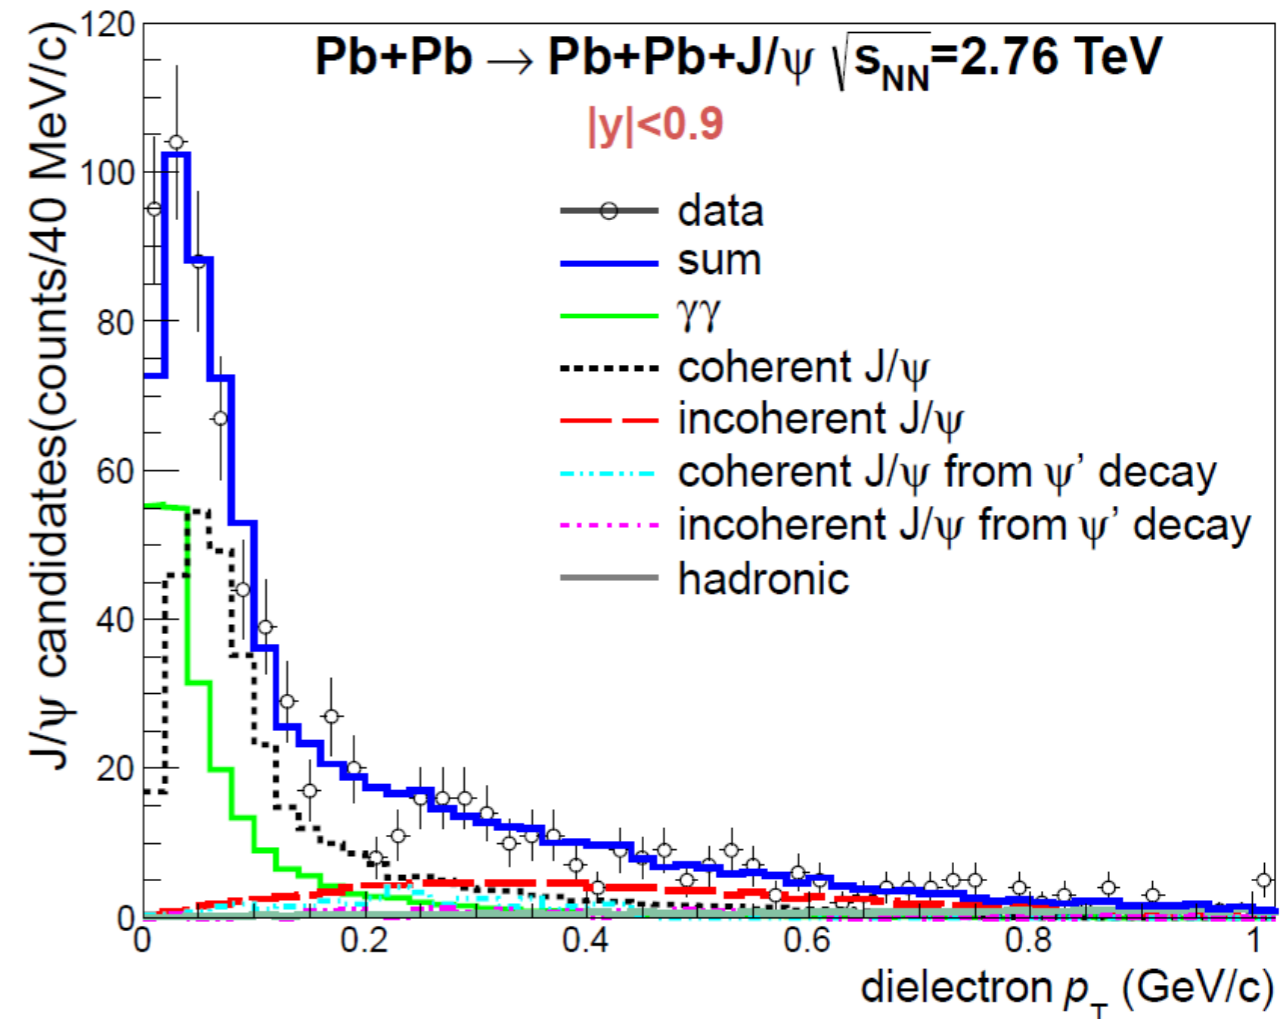 J/ψ candidates(counts/40 MeV/c)
120
100
80
60
40
20
0
Pb+Pb → Pb+Pb+J/ψ √sNN=2.76 TeV
|y|<0.9
data
sum
γγ
coherent J/ψ
incoherent J/ψ
coherent J/ψ from ψ’ decay
incoherent J/ψ from ψ’ decay
hadronic
0 0.2 0.4 0.6 0.8 1
dielectron pT (GeV/c)